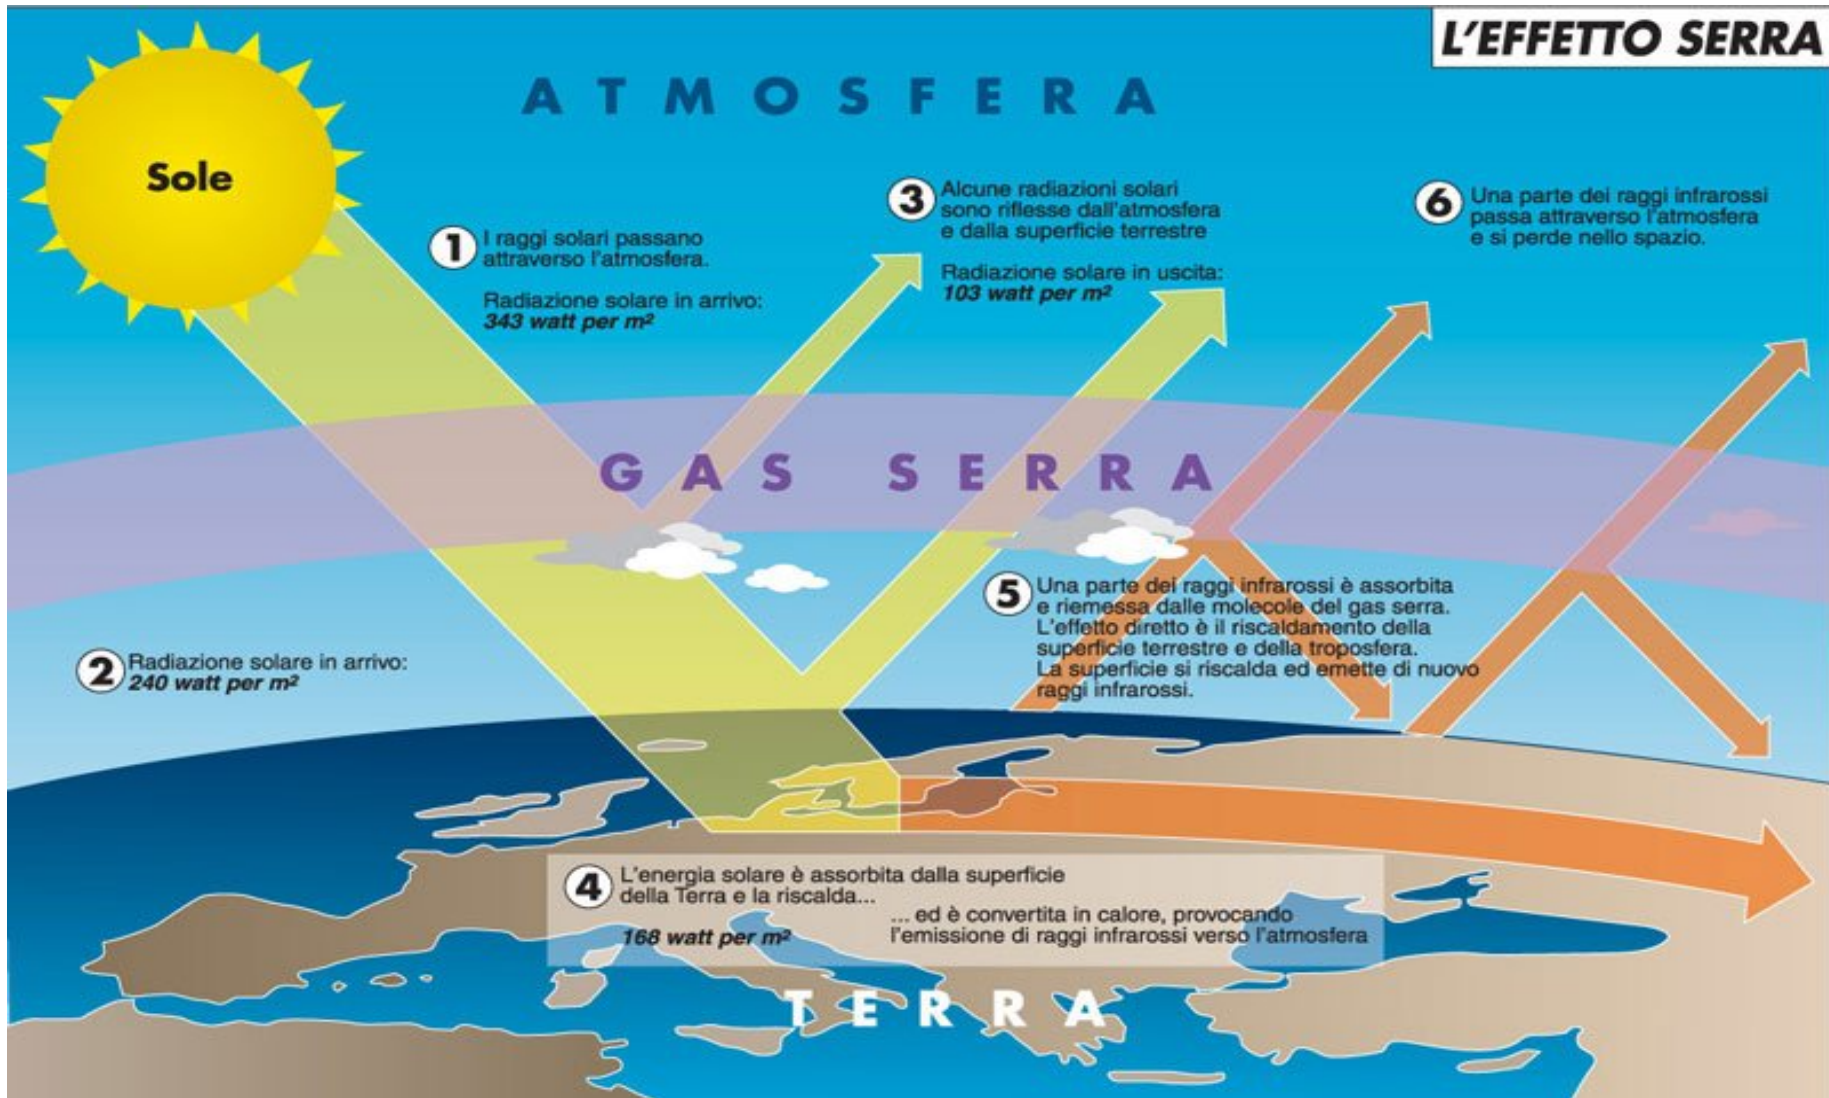 L'EFFETTO SERRA
ATMOSFERA
Sole
1
I raggi solari passano
attraverso l'atmosfera.
Radiazione solare in arrivo:
343 watt per m²
3
Alcune radiazioni solari
sono riflesse dall'atmosfera
e dalla superficie terrestre
Radiazione solare in uscita:
103 watt per m²
6
Una parte dei raggi infrarossi
passa attraverso l'atmosfera
e si perde nello spazio.
GAS SERRA
5
Una parte dei raggi infrarossi è assorbita
e riemessa dalle molecole del gas serra.
L'effetto diretto è il riscaldamento della
superficie terrestre e della troposfera.
La superficie si riscalda ed emette di nuovo
raggi infrarossi.
2
Radiazione solare in arrivo:
240 watt per m²
4
L'energia solare è assorbita dalla superficie
della Terra e la riscalda...
168 watt per m²
... ed è convertita in calore, provocando
l'emissione di raggi infrarossi verso l'atmosfera
TERRA